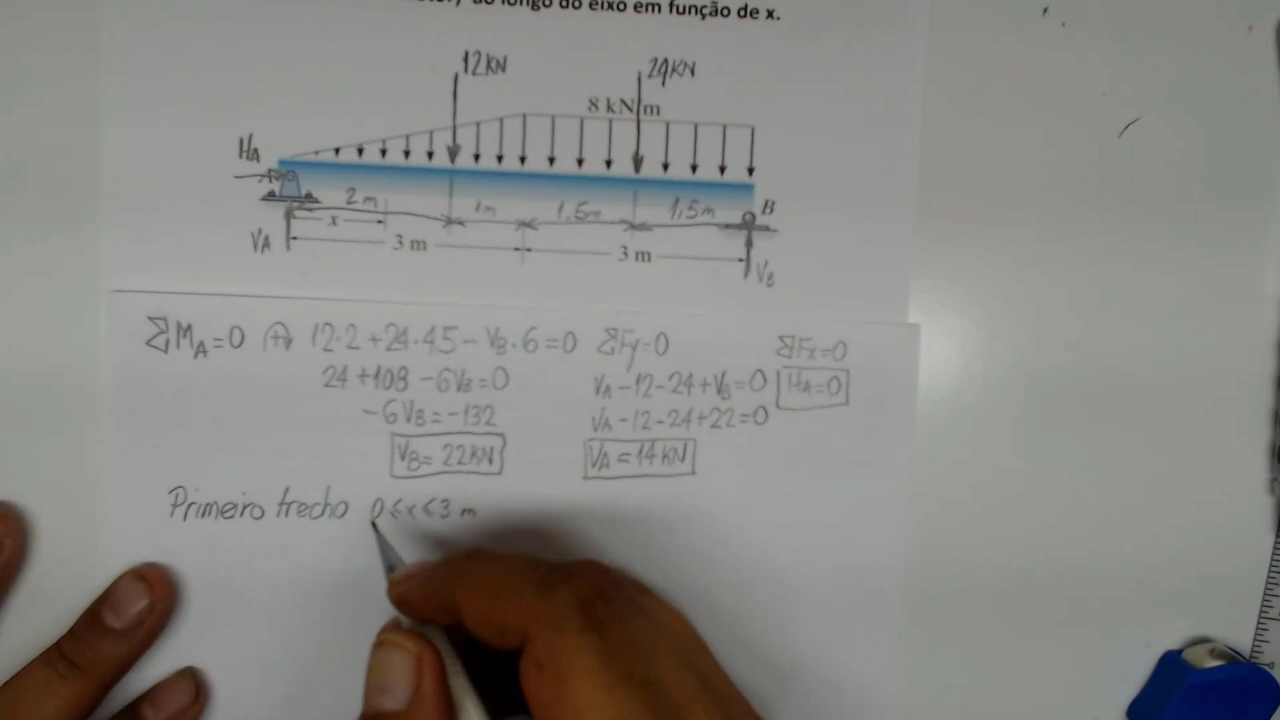 do eixo em função de x.
12KN 24KN
8 kN/m
HA
2m 1m 1,5m 1,5m B
x
VA 3 m 3 m VB
ΣMA=0 (+) 12·2+24·4,5-VB·6=0 ΣFy=0 ΣFx=0
24+108-6VB=0 VA-12-24+VB=0 HA=0
-6VB=-132 VA-12-24+22=0
VB=22KN VA=14KN
Primeiro trecho 0≤x<3 m